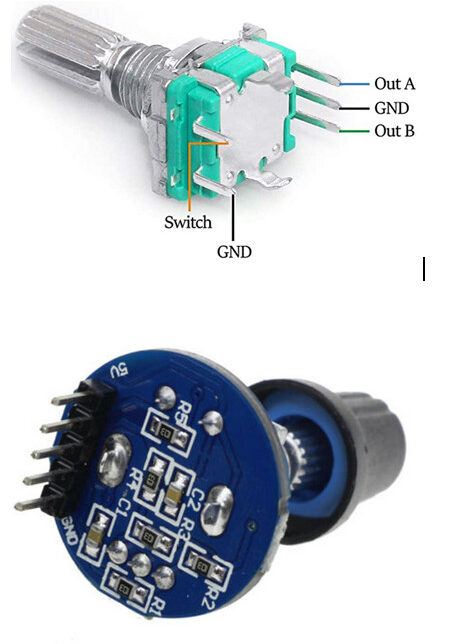 Out A
GND
Out B
Switch
GND
5V
R5
R4
C1
C2
R3
GND
R2
R1